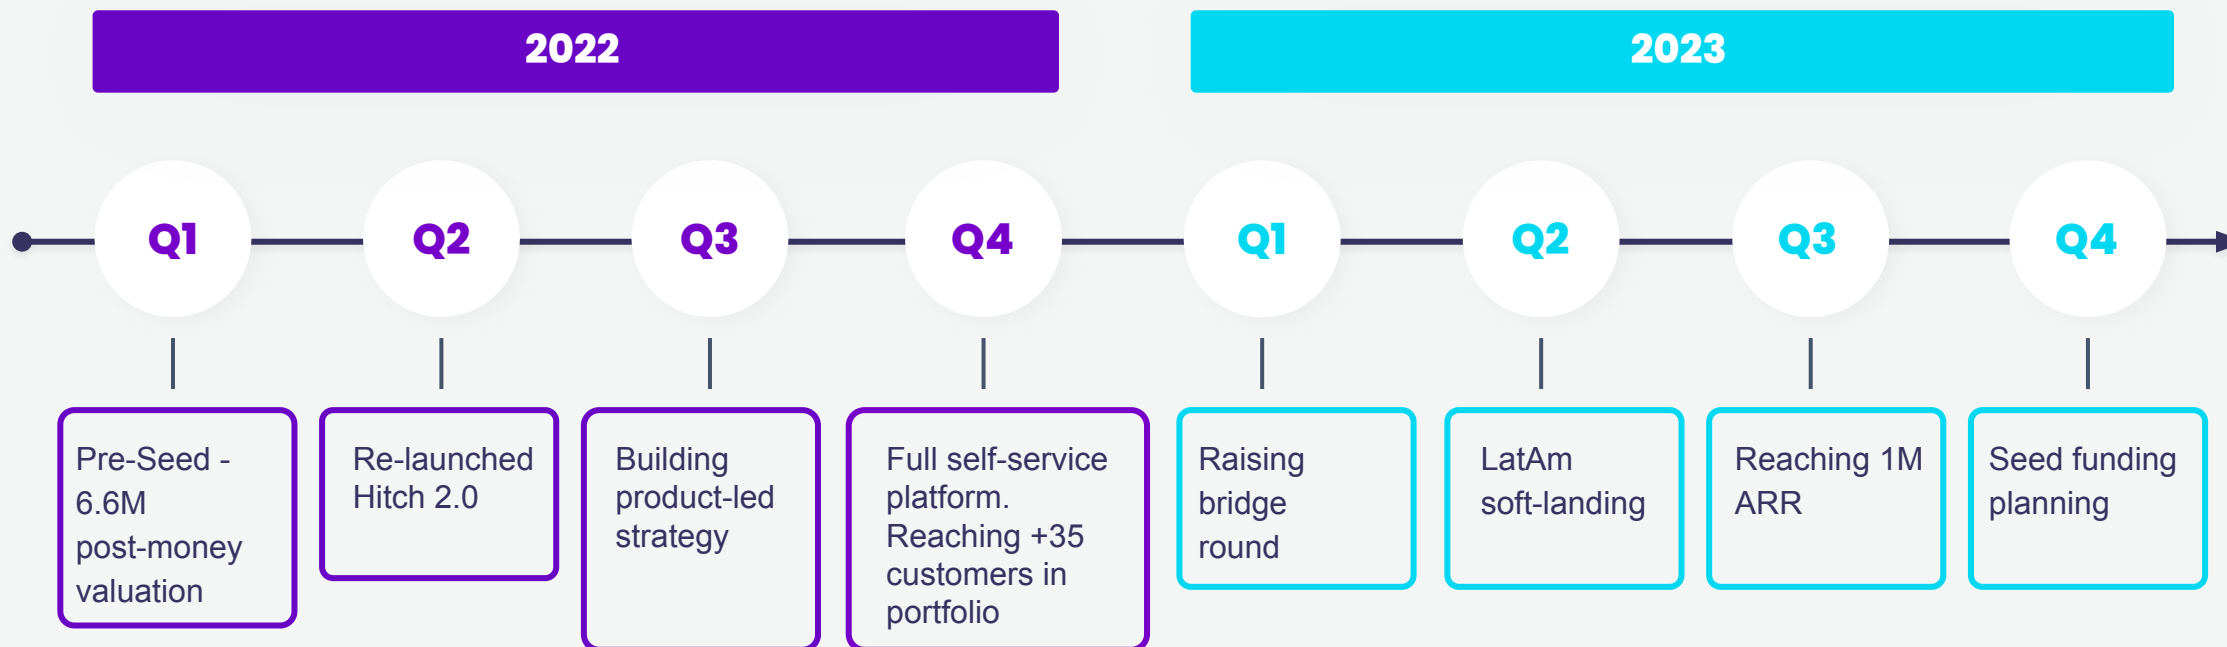 2022
2023
Q1
Q2
Q3
Q4
Q1
Q2
Q3
Q4
Pre-Seed -
6.6M
post-money
valuation
Re-launched
Hitch 2.0
Building
product-led
strategy
Full self-service
platform.
Reaching +35
customers in
portfolio
Raising
bridge
round
LatAm
soft-landing
Reaching 1M
ARR
Seed funding
planning